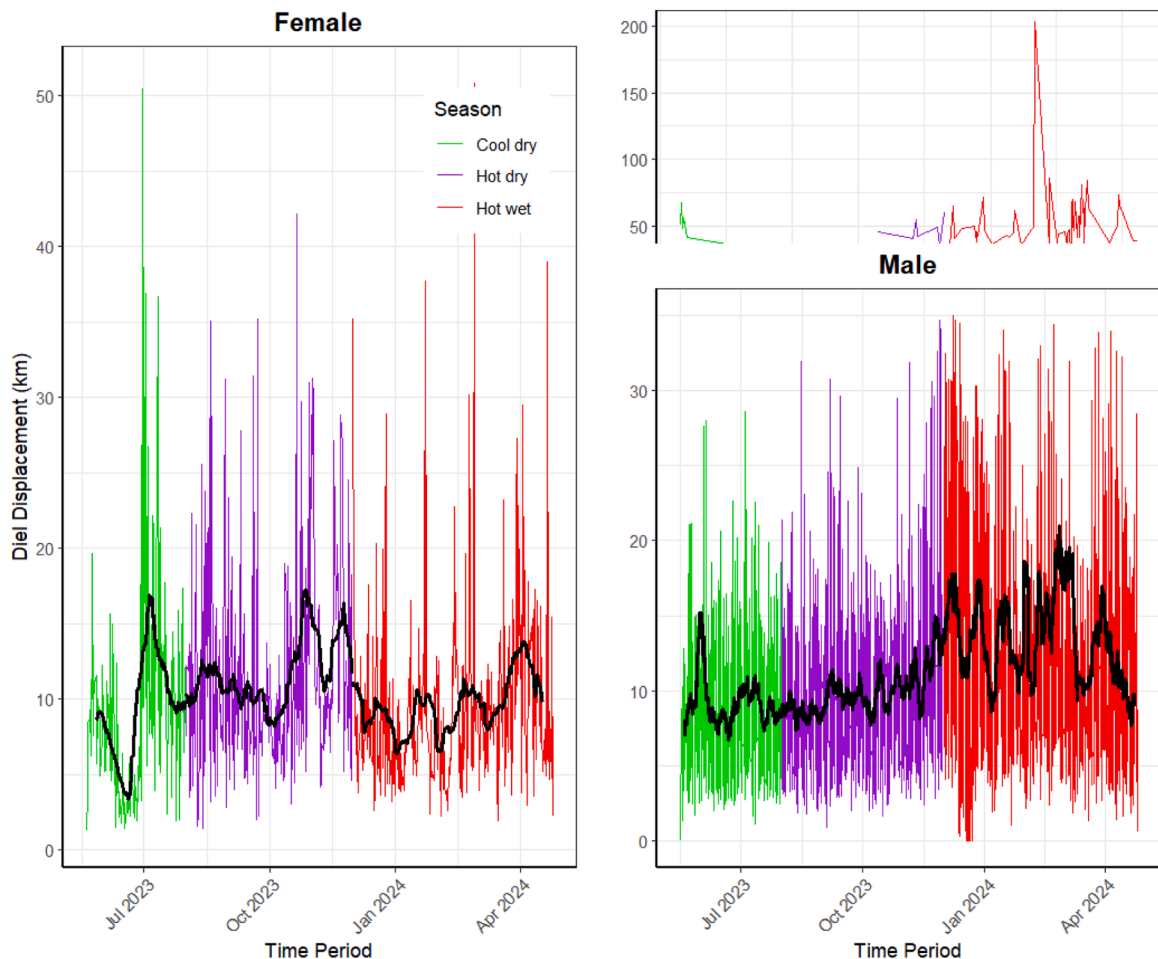 Female
Diel Displacement (km)
50
40
30
20
10
0
Season
Cool dry
Hot dry
Hot wet
Jul 2023
Oct 2023
Jan 2024
Apr 2024
Time Period
200
150
100
50
Male
30
20
10
0
Jul 2023
Oct 2023
Jan 2024
Apr 2024
Time Period